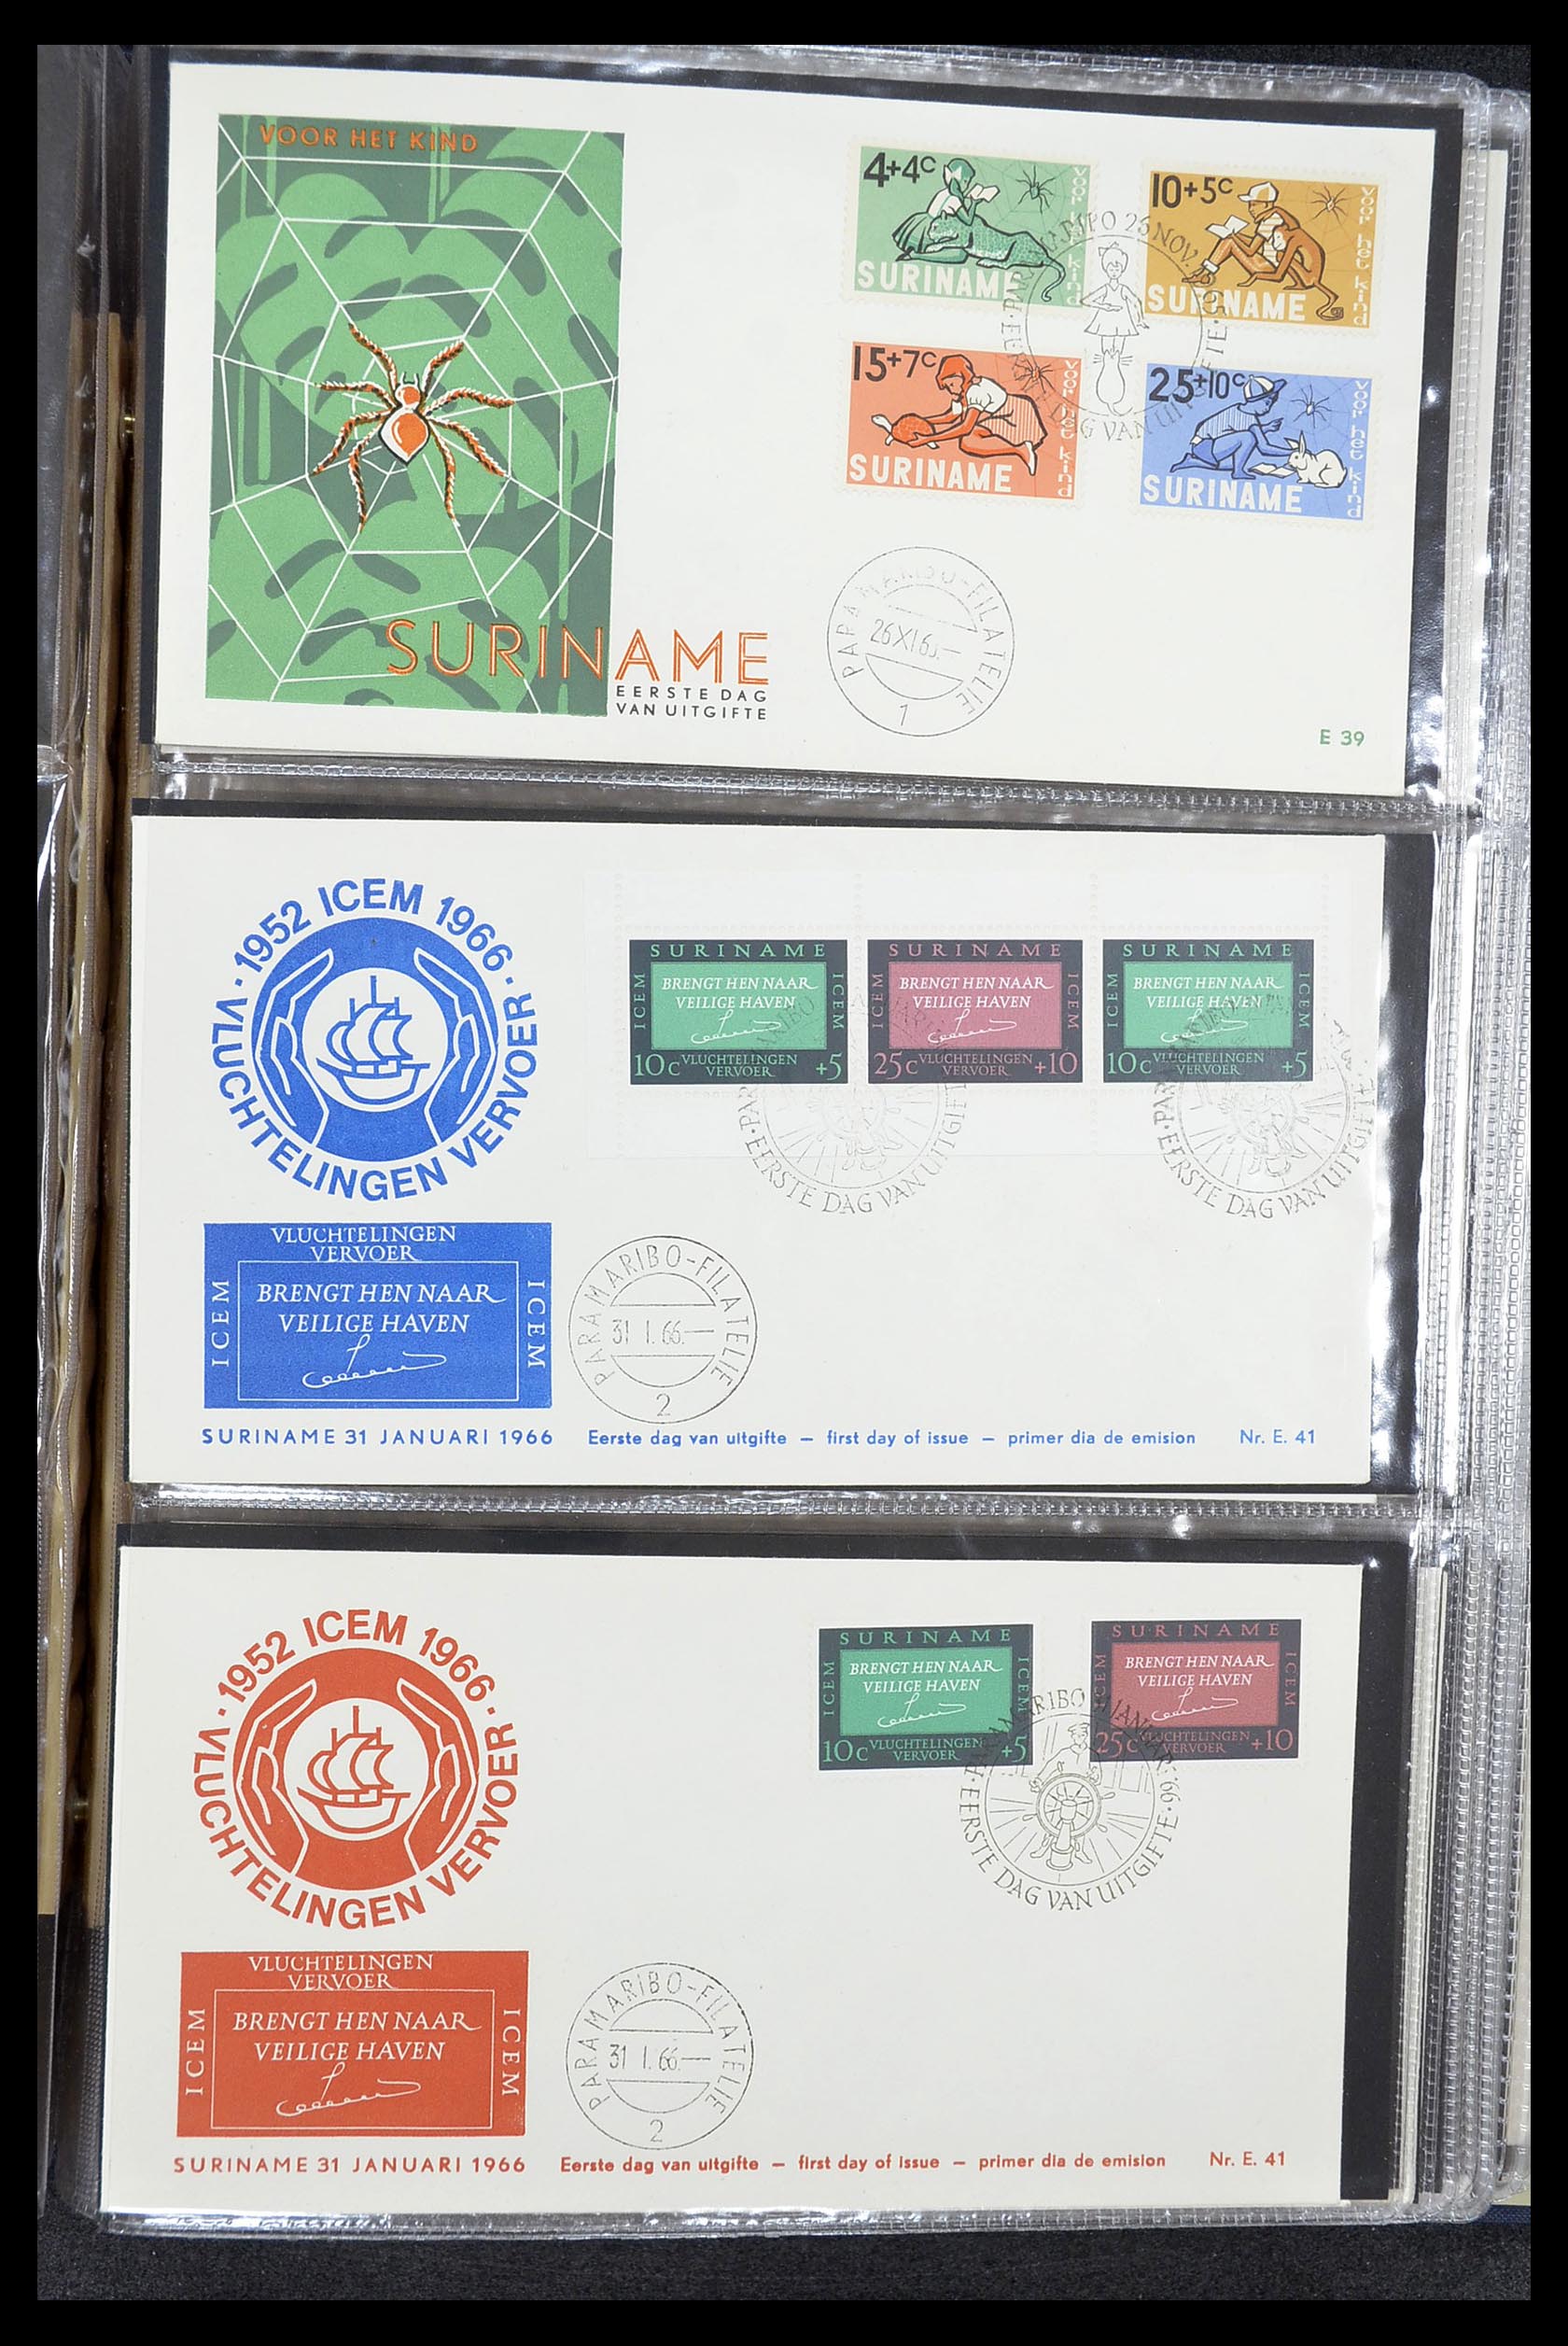 VOOR HET KIND
4+4c
voor het kind
SURINAME
10+5c
voor het kind
SURINAME
15+7c
voor het kind
SURINAME
25+10c
voor het kind
SURINAME
SURINAME
EERSTE DAG
VAN UITGIFTE
PARAMARIBO-FILATELIE
1
E 39
1952 ICEM 1966
VLUCHTELINGEN VERVOER
SURINAME
ICEM
BRENGT HEN NAAR
VEILIGE HAVEN
ICEM
10c VLUCHTELINGEN VERVOER +5
SURINAME
ICEM
BRENGT HEN NAAR
VEILIGE HAVEN
ICEM
25c VLUCHTELINGEN VERVOER +10
SURINAME
ICEM
BRENGT HEN NAAR
VEILIGE HAVEN
ICEM
10c VLUCHTELINGEN VERVOER +5
EERSTE DAG VAN UITGIFTE
EERSTE DAG VAN UITGIFTE
VLUCHTELINGEN
VERVOER
ICEM
BRENGT HEN NAAR
VEILIGE HAVEN
ICEM
PARAMARIBO-FILATELIE
31 I. 66.—
2
SURINAME 31 JANUARI 1966 Eerste dag van uitgifte — first day of issue — primer dia de emision Nr. E. 41
1952 ICEM 1966
VLUCHTELINGEN VERVOER
SURINAME
ICEM
BRENGT HEN NAAR
VEILIGE HAVEN
ICEM
10c VLUCHTELINGEN VERVOER +5
SURINAME
ICEM
BRENGT HEN NAAR
VEILIGE HAVEN
ICEM
25c VLUCHTELINGEN VERVOER +10
EERSTE DAG VAN UITGIFTE
VLUCHTELINGEN
VERVOER
ICEM
BRENGT HEN NAAR
VEILIGE HAVEN
ICEM
PARAMARIBO-FILATELIE
31 I. 66.—
2
SURINAME 31 JANUARI 1966 Eerste dag van uitgifte — first day of issue — primer dia de emision Nr. E. 41